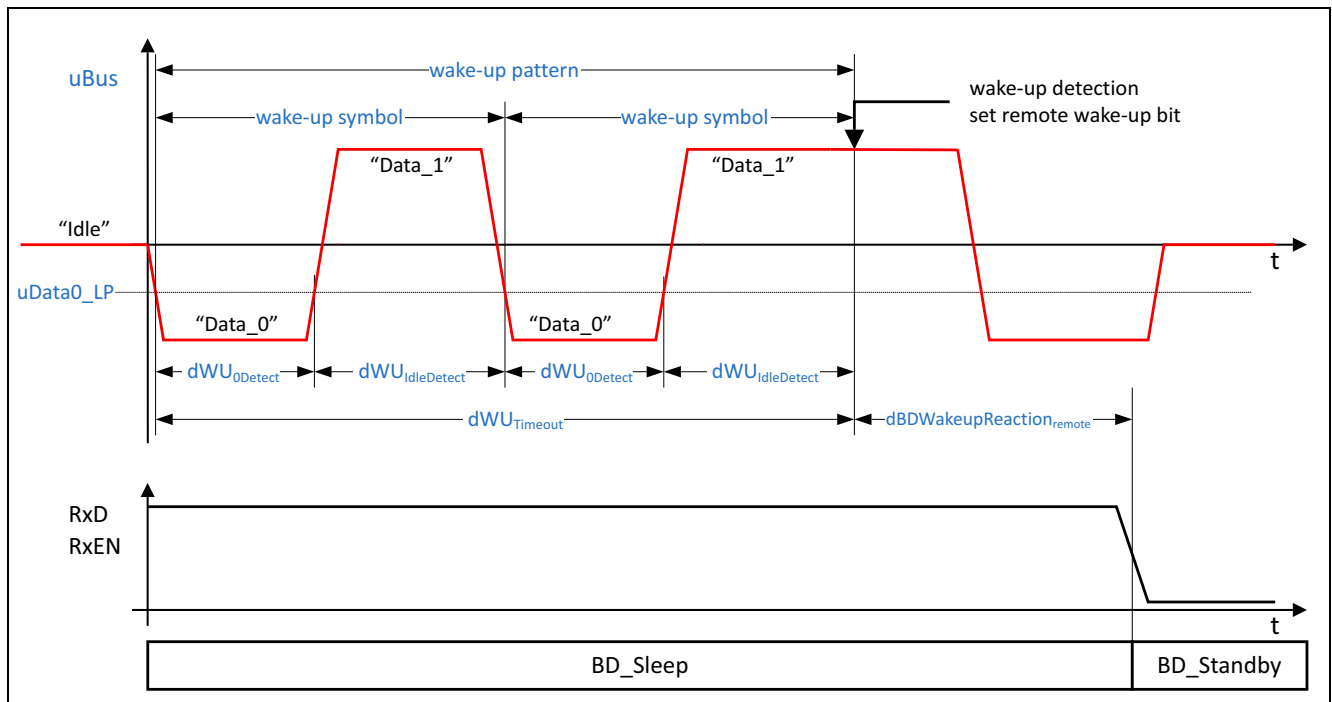 uBus
wake-up pattern
wake-up detection
set remote wake-up bit
wake-up symbol
wake-up symbol
“Data_1”
“Data_1”
“Idle”
t
uData0_LP
“Data_0”
“Data_0”
dWU0Detect
dWUIdleDetect
dWU0Detect
dWUIdleDetect
dWUTimeout
dBDWakeupReactionremote
RxD
RxEN
t
BD_Sleep
BD_Standby